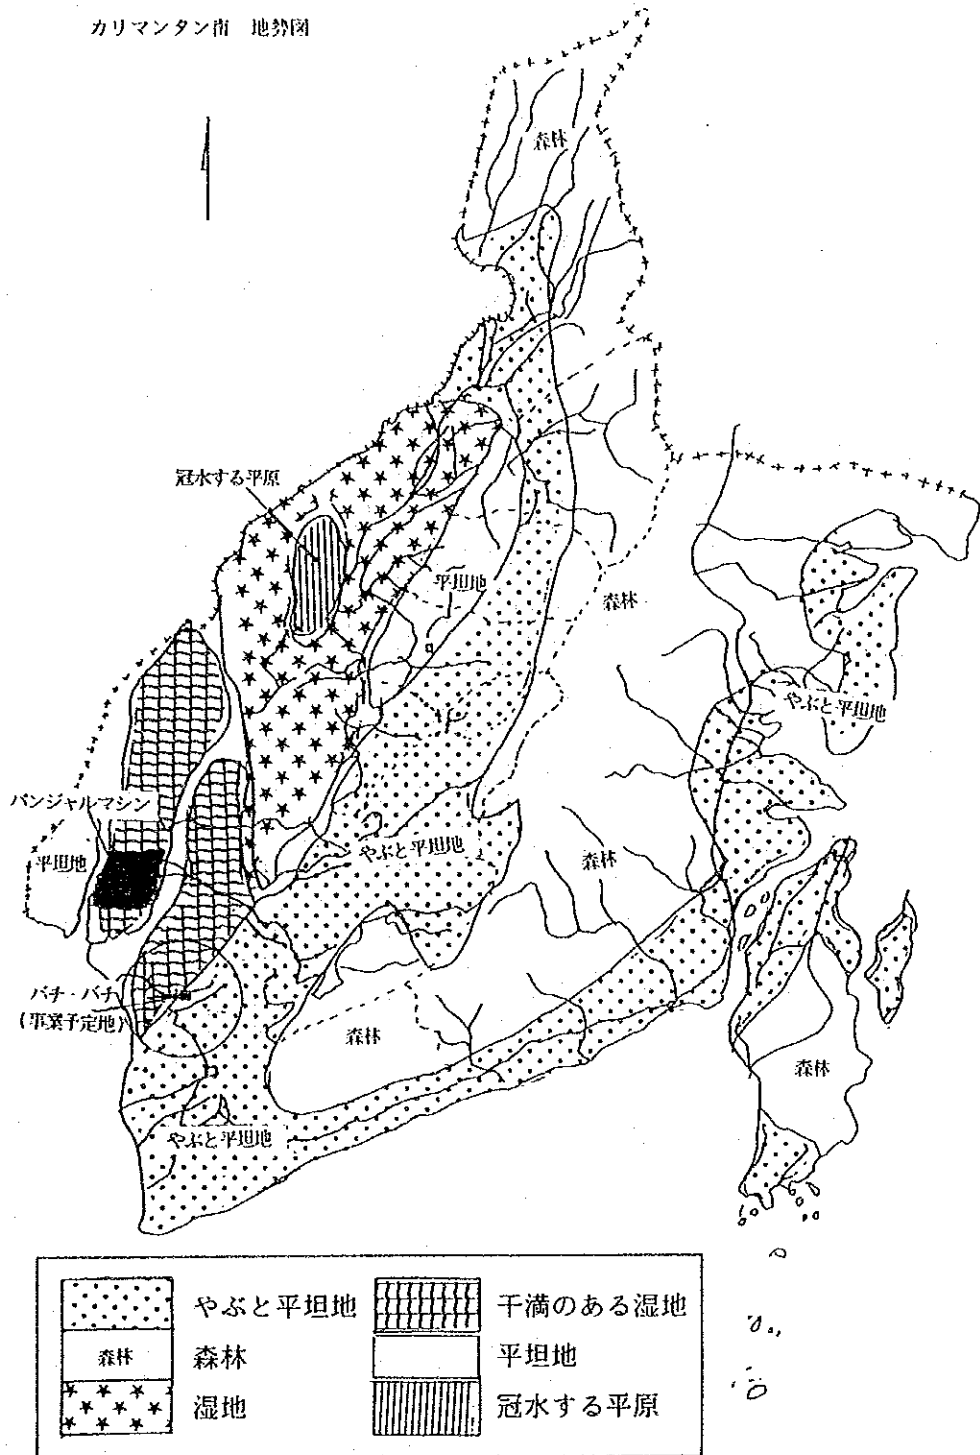 カリマンタン南 地勢図
森林
冠水する平原
平坦地
森林
やぶと平坦地
バンジャルマシン
平坦地
やぶと平坦地
森林
バチ・バチ
(事業予定地)
森林
森林
やぶと平坦地
やぶと平坦地
干満のある湿地
森林
森林
平坦地
湿地
冠水する平原